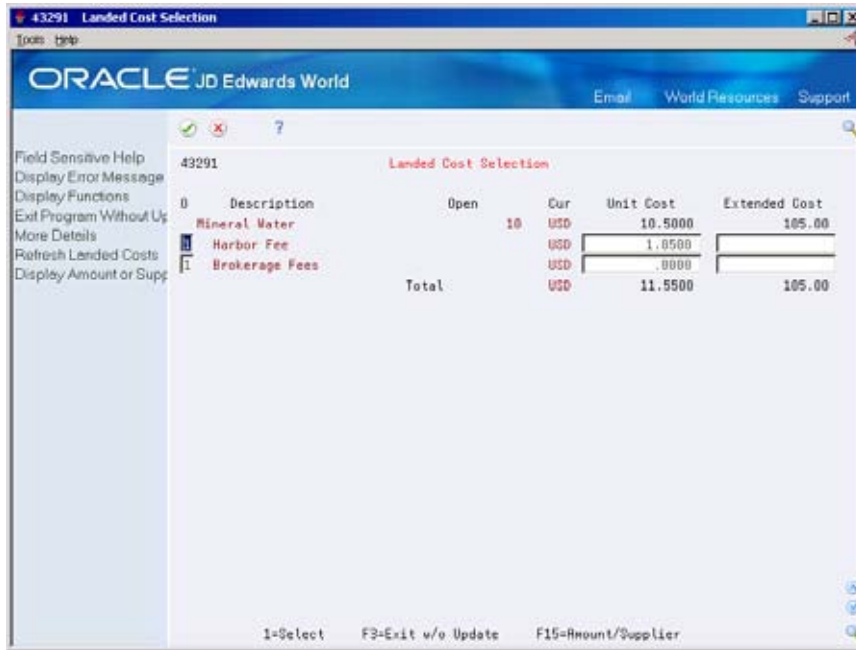 43291 Landed Cost Selection
Tools Help
ORACLE JD Edwards World
Email World Resources Support
?
Field Sensitive Help
Display Error Message
Display Functions
Exit Program Without Up
More Details
Refresh Landed Costs
Display Amount or Supp
43291 Landed Cost Selection
O Description Open Cur Unit Cost Extended Cost
Mineral Water 10 USD 10.5000 105.00
1 Harbor Fee USD 1.0500
1 Brokerage Fees USD .0000
Total USD 11.5500 105.00
1=Select F3=Exit w/o Update F15=Amount/Supplier